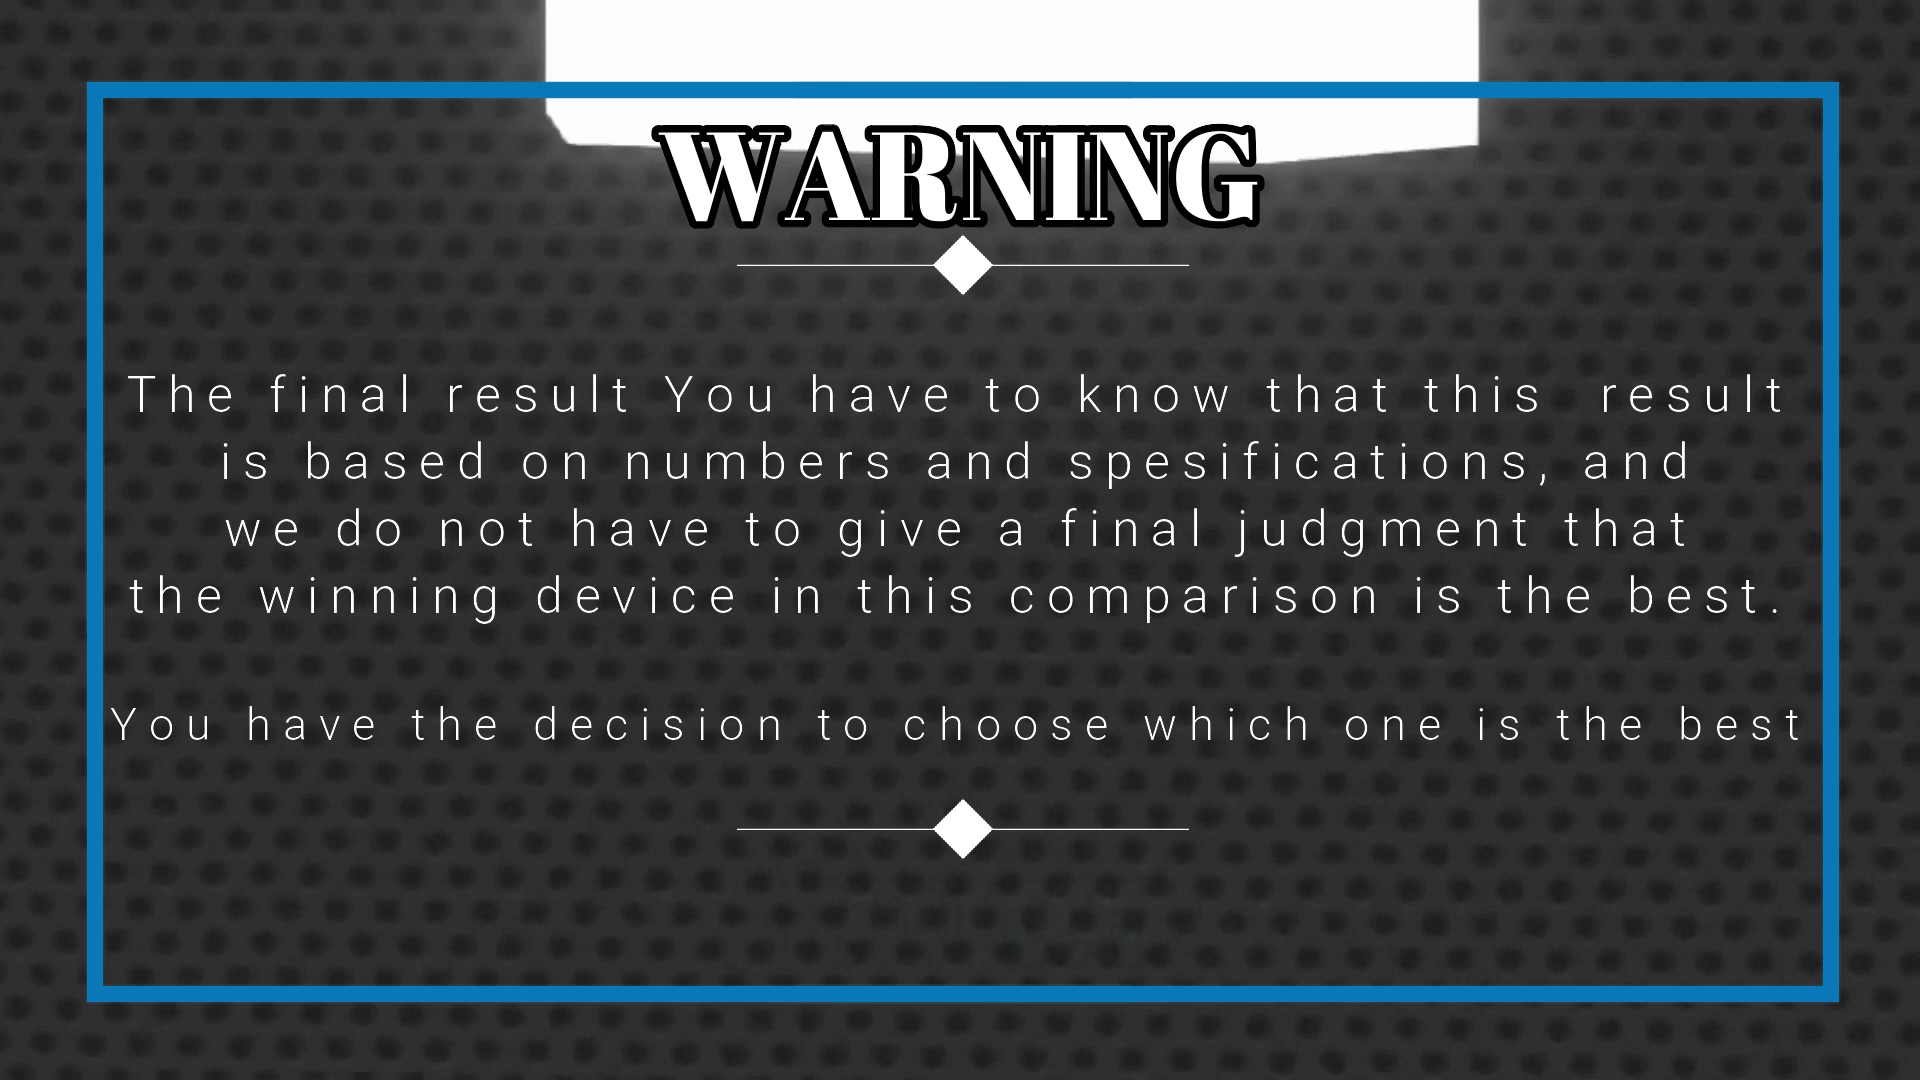 WARNING
The final result You have to know that this result
is based on numbers and spesifications, and
we do not have to give a final judgment that
the winning device in this comparison is the best.
You have the decision to choose which one is the best